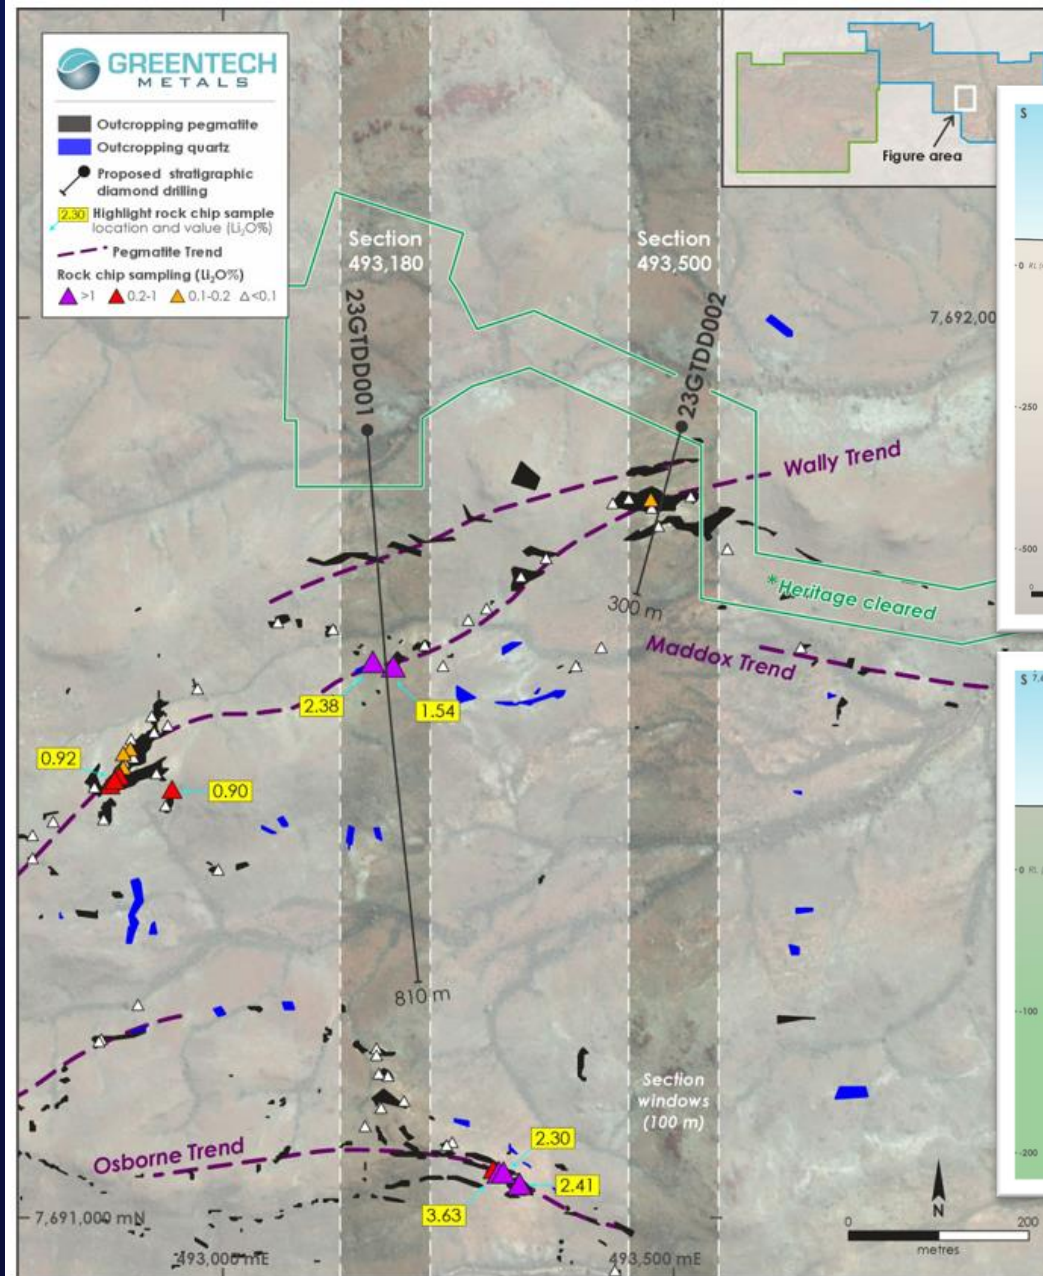 GREENTECH
METALS
Outcropping pegmatite
Outcropping quartz
Proposed stratigraphic
diamond drilling
2.30 Highlight rock chip sample
location and value (Li₂O%)
Pegmatite Trend
Rock chip sampling (Li₂O%)
>1 0.2-1 0.1-0.2 <0.1
Figure area
Section
493,180
Section
493,500
23GTDD001
23GTDD002
7,692,00
Wally Trend
300 m
*Heritage cleared
Maddox Trend
2.38
1.54
0.92
0.90
810 m
Section
windows
(100 m)
Osborne Trend
2.30
2.41
3.63
7,691,000 mN
493,000 mE
493,500 mE
N
0 200
metres
S
0 RL
-250
-500
0
S
0 RL
-100
-200